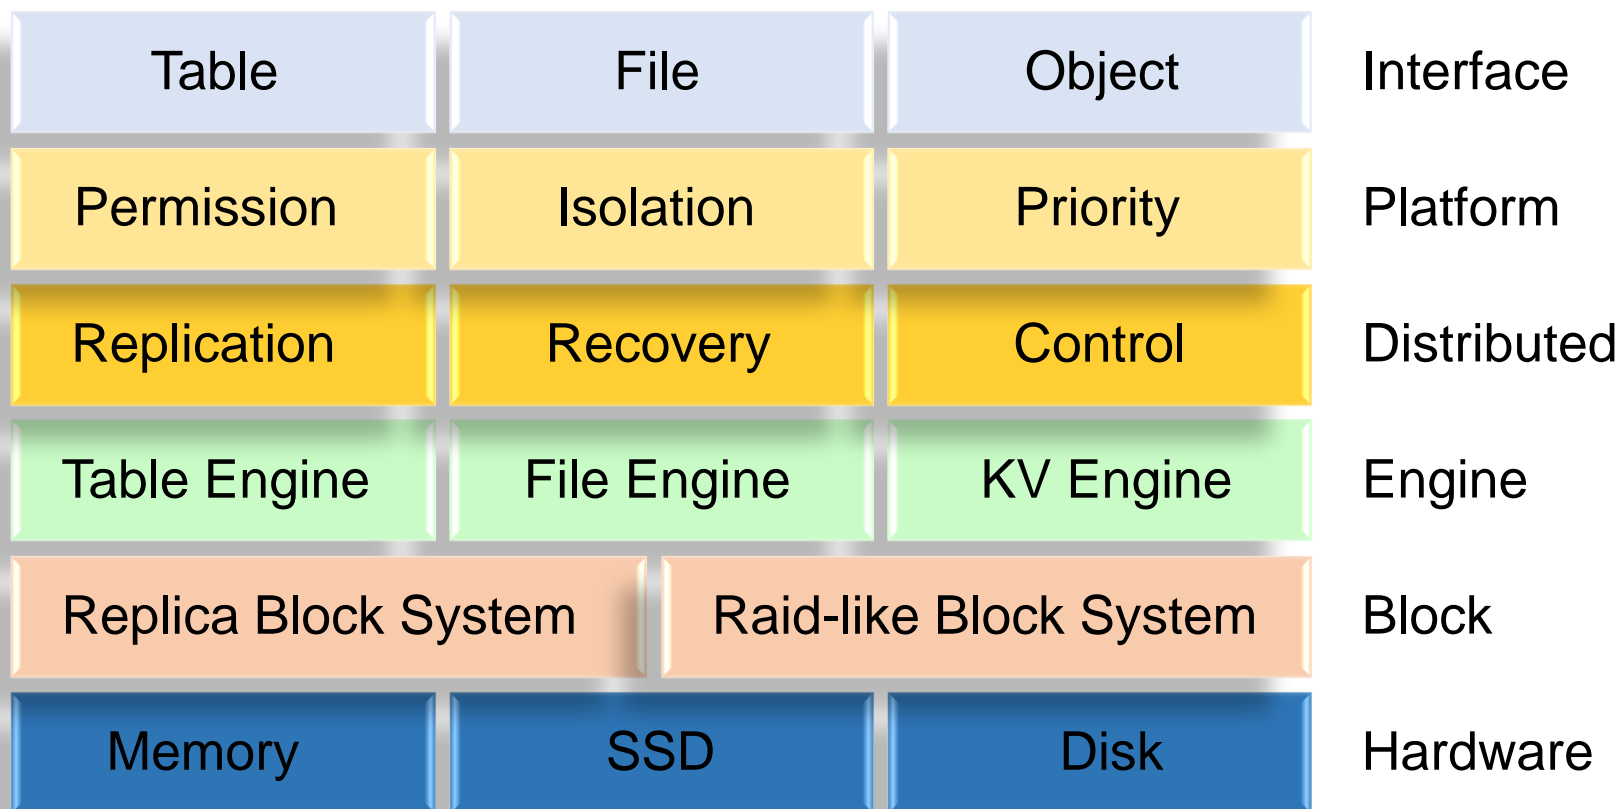 Table File Object Interface
Permission Isolation Priority Platform
Replication Recovery Control Distributed
Table Engine File Engine KV Engine Engine
Replica Block System Raid-like Block System Block
Memory SSD Disk Hardware